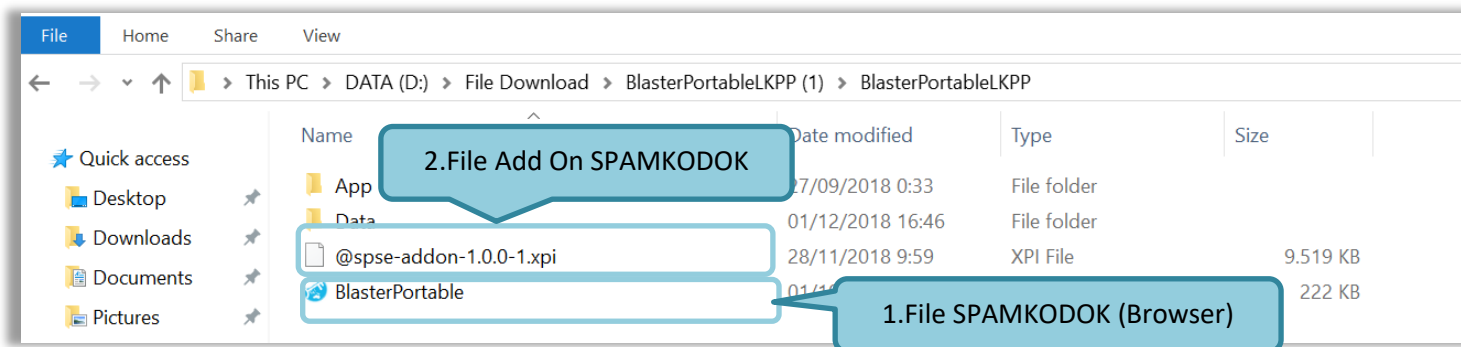 File Home Share View
This PC > DATA (D:) > File Download > BlasterPortableLKPP (1) > BlasterPortableLKPP
Name Date modified Type Size
2.File Add On SPAMKODOK
Quick access
App 27/09/2018 0:33 File folder
Desktop
Data 01/12/2018 16:46 File folder
Downloads
@spse-addon-1.0.0-1.xpi 28/11/2018 9:59 XPI File 9.519 KB
Documents
BlasterPortable 222 KB
1.File SPAMKODOK (Browser)
Pictures